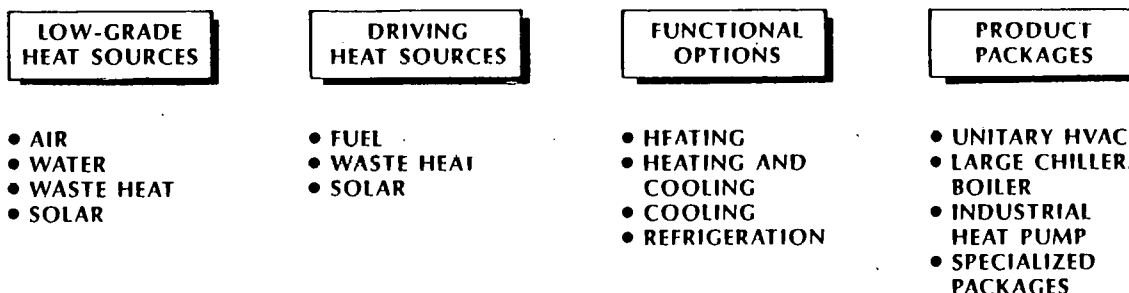 LOW-GRADE
HEAT SOURCES
DRIVING
HEAT SOURCES
FUNCTIONAL
OPTIONS
PRODUCT
PACKAGES
• AIR
• WATER
• WASTE HEAT
• SOLAR
• FUEL
• WASTE HEAT
• SOLAR
• HEATING
• HEATING AND
COOLING
• COOLING
• REFRIGERATION
• UNITARY HVAC
• LARGE CHILLER
BOILER
• INDUSTRIAL
HEAT PUMP
• SPECIALIZED
PACKAGES